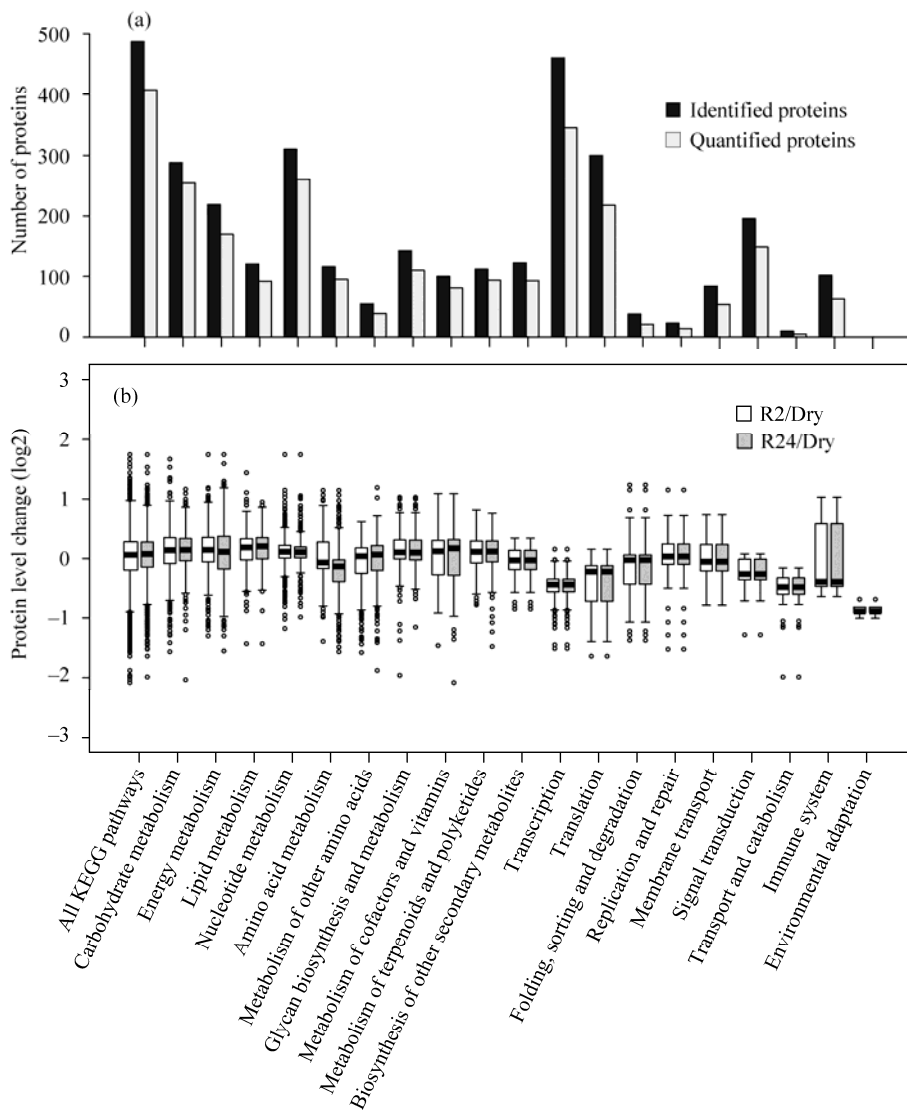 (a)
500
400
300
200
100
0
Number of proteins
Identified proteins
Quantified proteins
(b)
3
2
1
0
−1
−2
−3
Protein level change (log2)
R2/Dry
R24/Dry
All KEGG pathways
Carbohydrate metabolism
Energy metabolism
Lipid metabolism
Nucleotide metabolism
Amino acid metabolism
Metabolism of other amino acids
Glycan biosynthesis and metabolism
Metabolism of cofactors and vitamins
Metabolism of terpenoids and polyketides
Biosynthesis of other secondary metabolites
Transcription
Translation
Folding, sorting and degradation
Replication and repair
Membrane transport
Signal transduction
Transport and catabolism
Immune system
Environmental adaptation